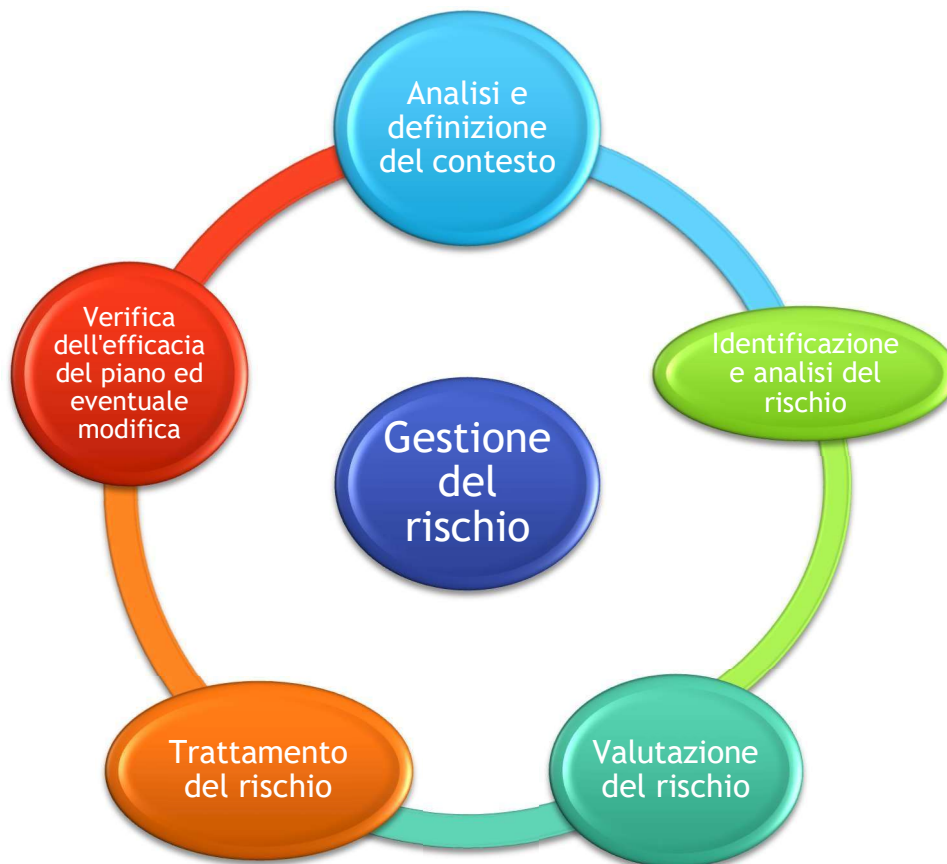 Analisi e
definizione
del contesto
Identificazione
e analisi del
rischio
Valutazione
del rischio
Trattamento
del rischio
Verifica
dell'efficacia
del piano ed
eventuale
modifica
Gestione
del
rischio